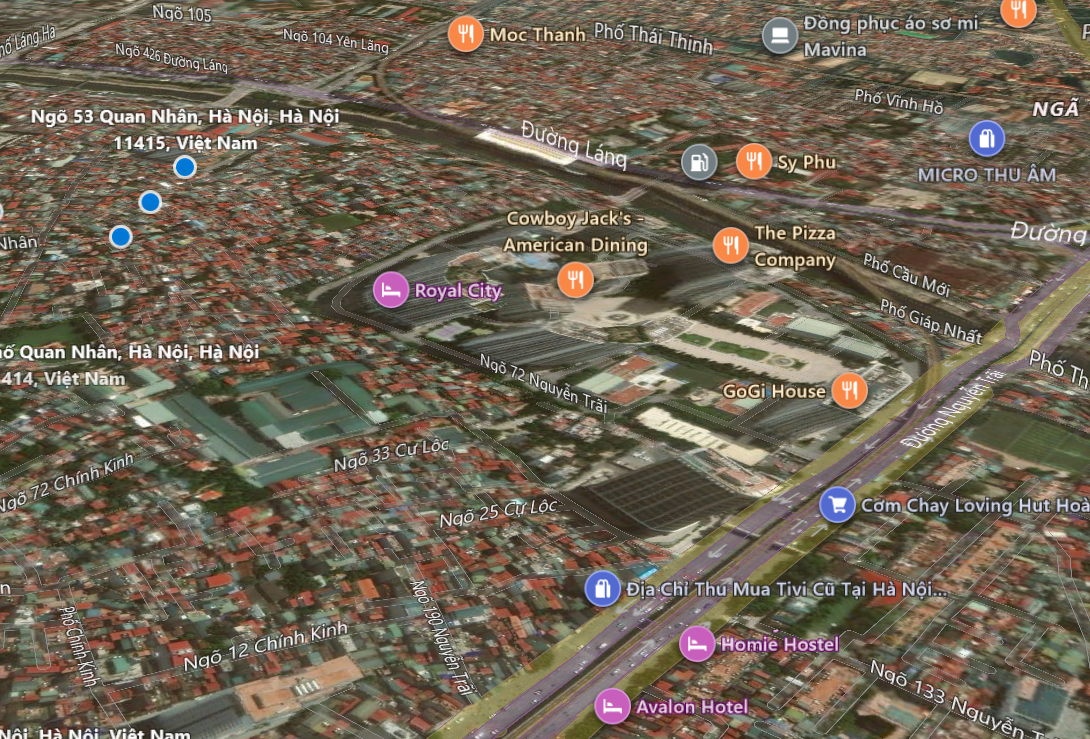 Ngõ 105
Phố Thái Thịnh
Moc Thanh
Đồng phục áo sơ mi
Mavina
Láng Hạ
Ngõ 104 Yên Lãng
Ngõ 426 Đường Láng
Phố Vĩnh Hồ
NGÃ
Ngõ 53 Quan Nhân, Hà Nội, Hà Nội
11415, Việt Nam
Đường Láng
Sy Phu
MICRO THU ÂM
Cowboy Jack's -
American Dining
The Pizza
Company
Đường
Nhân
Phố Cầu Mới
Royal City
Phố Giáp Nhất
Quan Nhân, Hà Nội, Hà Nội
414, Việt Nam
Ngõ 72 Nguyễn Trãi
GoGi House
Đường Nguyễn Trãi
Phố Th
Ngõ 33 Cự Lộc
Ngõ 72 Chính Kinh
Ngõ 25 Cự Lộc
Cơm Chay Loving Hut Hoà
Địa Chỉ Thu Mua Tivi Cũ Tại Hà Nội...
Phố Chính Kinh
Ngõ 190 Nguyễn Trãi
Ngõ 12 Chính Kinh
Homie Hostel
Ngõ 133 Nguyễn T
Avalon Hotel
Nội, Hà Nội, Việt Nam